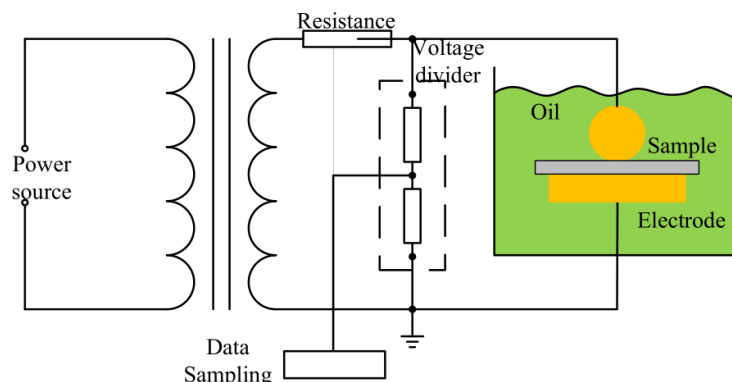 Resistance
Voltage
divider
Oil
Sample
Electrode
Power
source
Data
Sampling